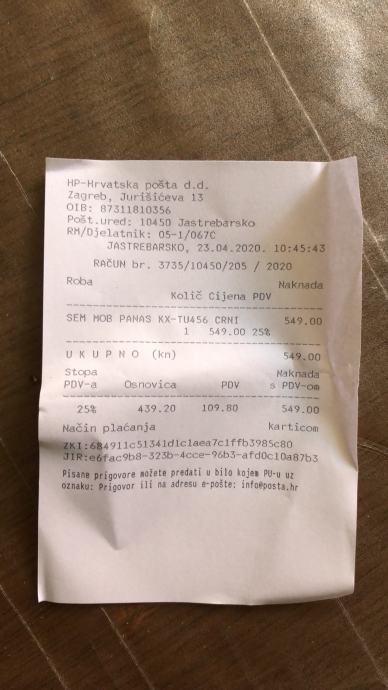 HP-Hrvatska pošta d.d.
Zagreb, Jurišićeva 13
OIB: 87311810356
Pošt.ured: 10450 Jastrebarsko
RM/Djelatnik: 05-1/067C
JASTREBARSKO, 23.04.2020. 10:45:43
RAČUN br. 3735/10450/205 / 2020
Roba Naknada
Količ Cijena PDV
SEM MOB PANAS KX-TU456 CRNI 549.00
1 549.00 25%
U K U P N O (kn) 549.00
Stopa Naknada
PDV-a Osnovica PDV s PDV-om
25% 439.20 109.80 549.00
Način plaćanja karticom
ZKI:684911c51341d1c1aea7c1ffb3985c80
JIR:e6fac9b8-323b-4cce-96b3-afd0c10a87b3
Pisane prigovore možete predati u bilo kojem PU-u uz
oznaku: Prigovor ili na adresu e-pošte: info@posta.hr